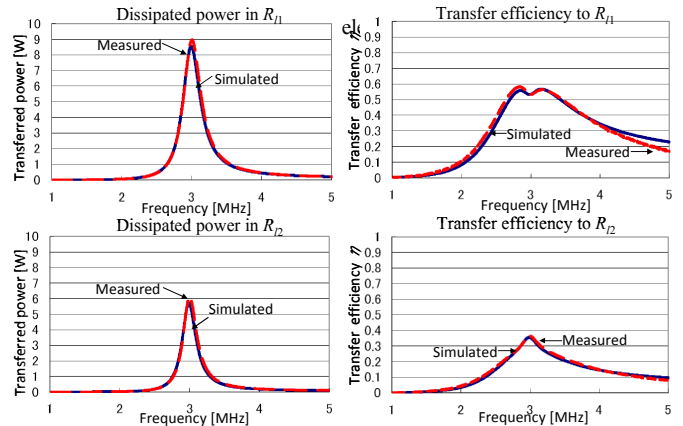 Dissipated power in Rl1
Transferred power [W]
10
9
8
7
6
5
4
3
2
1
0
Measured
Simulated
1 2 3 4 5
Frequency [MHz]
Transfer efficiency to Rl1
Transfer efficiency η
1
0.9
0.8
0.7
0.6
0.5
0.4
0.3
0.2
0.1
0
Simulated
Measured
1 2 3 4 5
Frequency [MHz]
Dissipated power in Rl2
Transferred power [W]
10
9
8
7
6
5
4
3
2
1
0
Measured
Simulated
1 2 3 4 5
Frequency [MHz]
Transfer efficiency to Rl2
Transfer efficiency η
1
0.9
0.8
0.7
0.6
0.5
0.4
0.3
0.2
0.1
0
Simulated
Measured
1 2 3 4 5
Frequency [MHz]